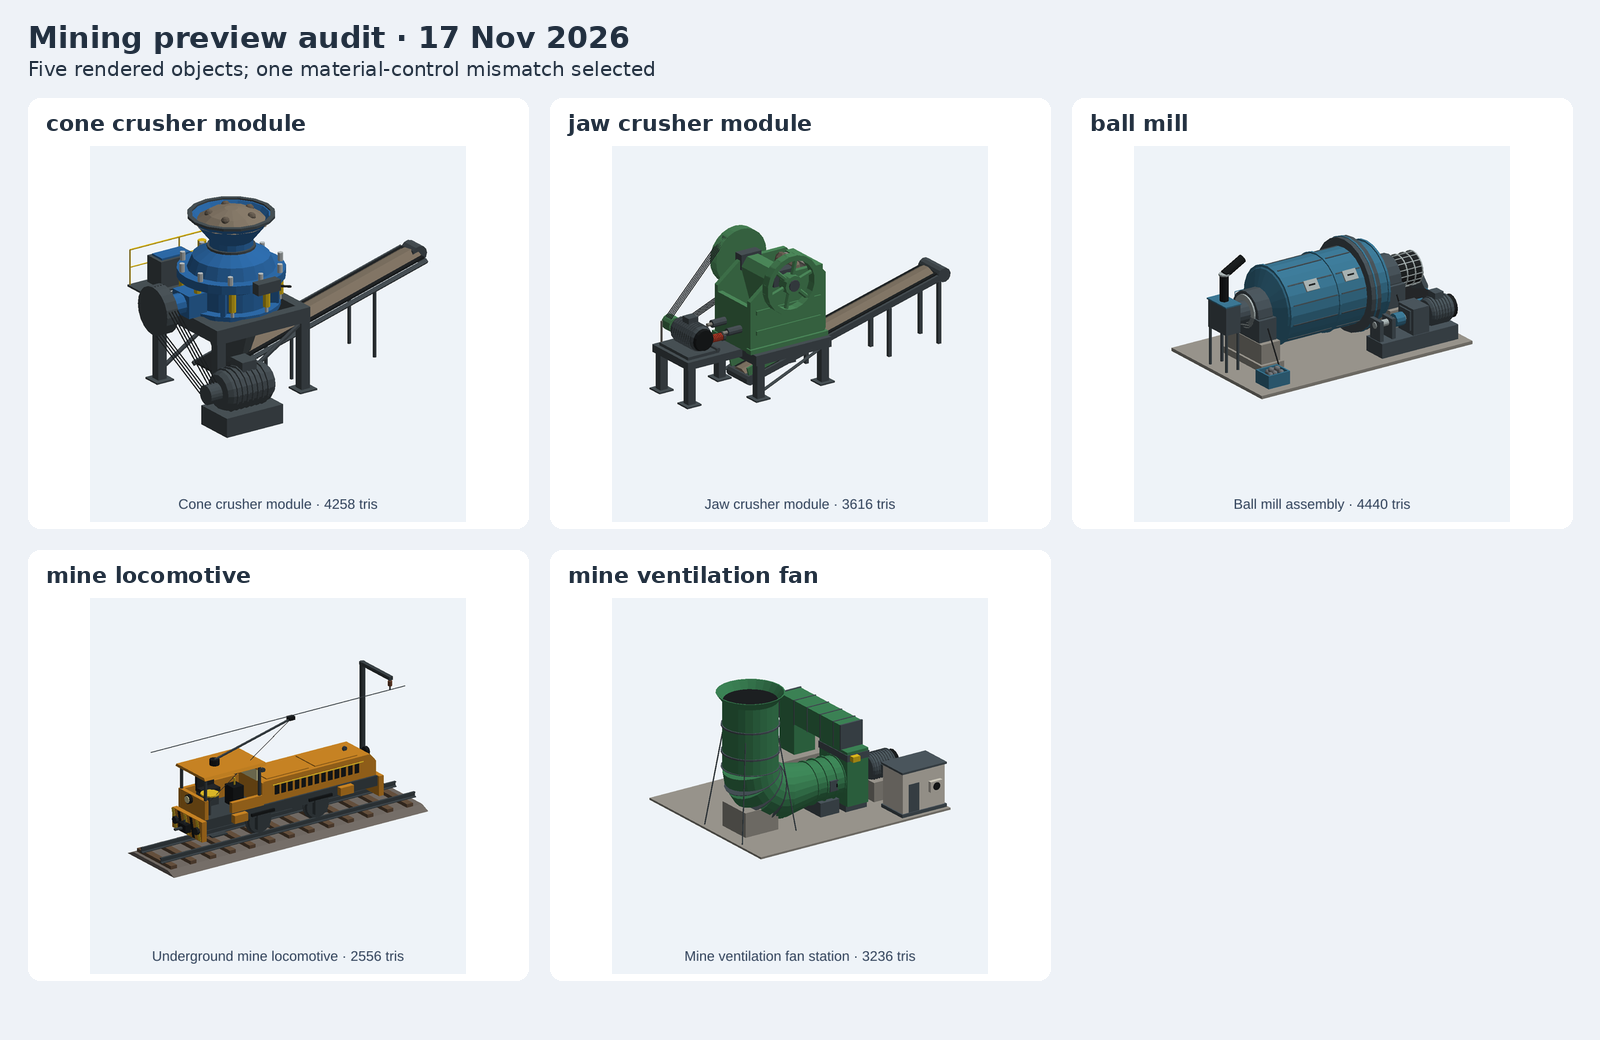 Mining preview audit · 17 Nov 2026
Five rendered objects; one material-control mismatch selected
cone crusher module
Cone crusher module · 4258 tris
jaw crusher module
Jaw crusher module · 3616 tris
ball mill
Ball mill assembly · 4440 tris
mine locomotive
Underground mine locomotive · 2556 tris
mine ventilation fan
Mine ventilation fan station · 3236 tris